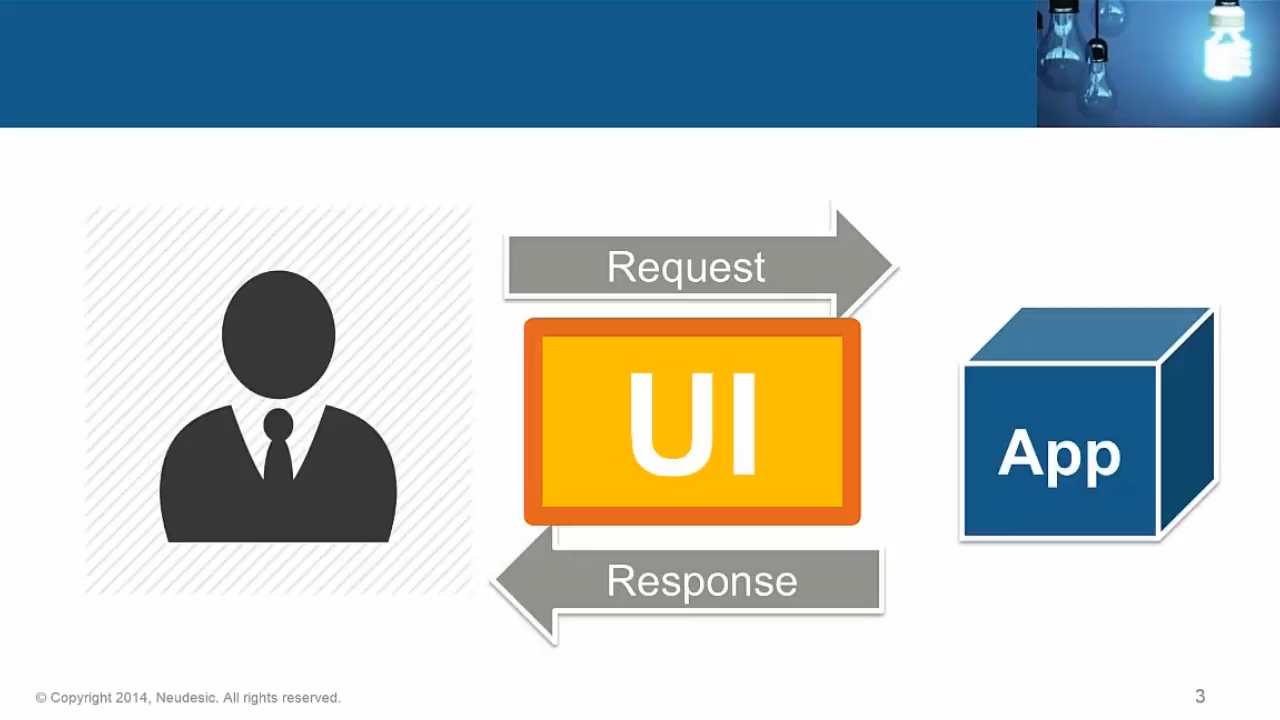 Request
UI
App
Response
© Copyright 2014, Neudesic. All rights reserved.
3